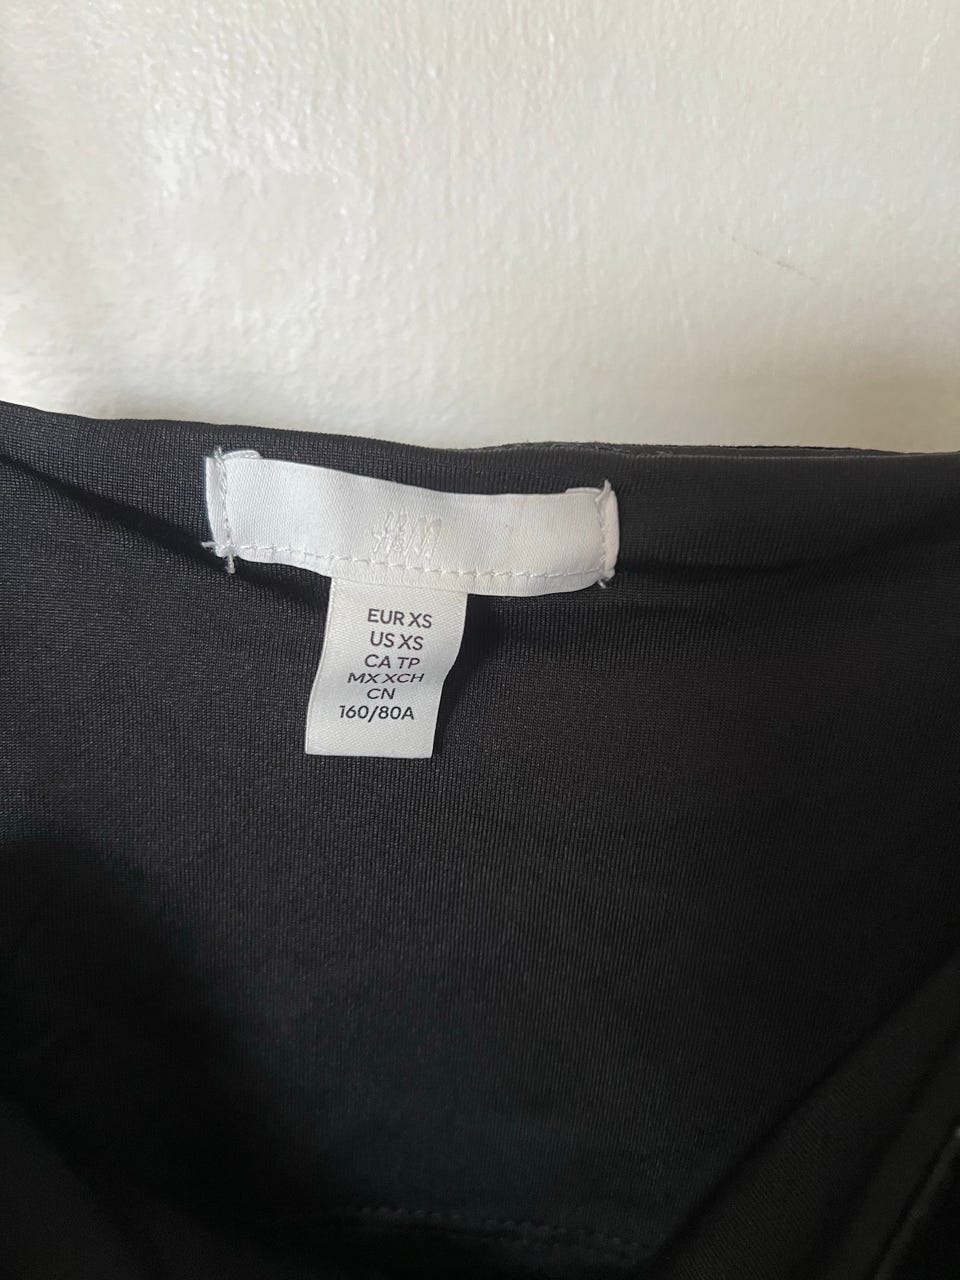 H&M
EUR XS
US XS
CA TP
MX XCH
CN
160/80A